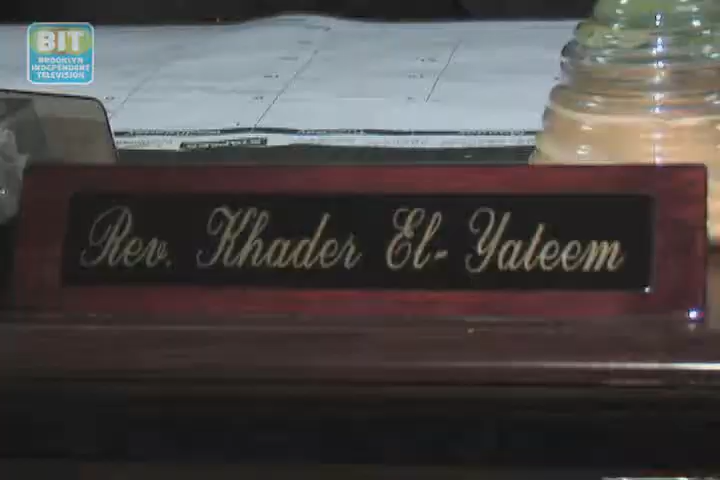 BIT
BROOKLYN
INDEPENDENT
TELEVISION
Rev. Khader El-Yateem